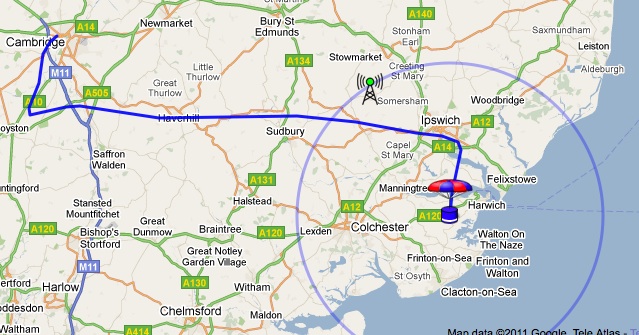 A14
Newmarket
Bury St
Edmunds
A140
Stonham
Earl
Saxmundham
Cambridge
Stowmarket
Leiston
M11
Little
Thurlow
A134
Creeting
St Mary
Aldeburgh
Great
Thurlow
A505
Somersham
Woodbridge
A10
Haverhill
Ipswich
A12
oyston
Sudbury
A14
Capel
St Mary
Saffron
Walden
A131
Manningtree
Felixstowe
untingford
Halstead
Harwich
Stansted
Mountfitchet
A12
A120
A120
Great
Dunmow
Braintree
A120
Lexden
Colchester
Bishop's
Stortford
Walton On
The Naze
Great Notley
Garden Village
Frinton-on-Sea
Frinton and
Walton
M11
St Osyth
ertford
Harlow
A130
Witham
Clacton-on-Sea
oddesdon
Chelmsford
Maldon
Waltham
A414
Map data ©2011 Google, Tele Atlas -